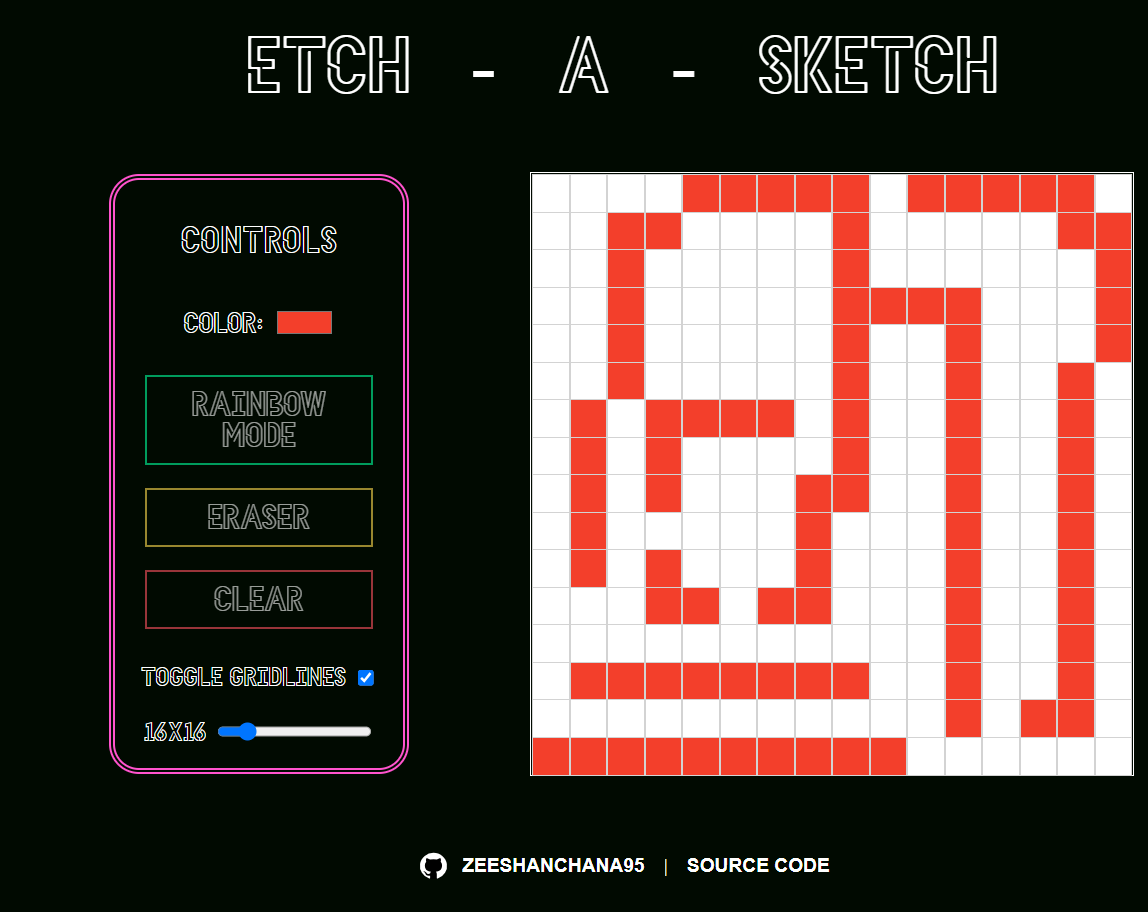 ETCH - A - SKETCH
CONTROLS
COLOR:
RAINBOW
MODE
ERASER
CLEAR
TOGGLE GRIDLINES
16X16
ZEESHANCHANA95 | SOURCE CODE